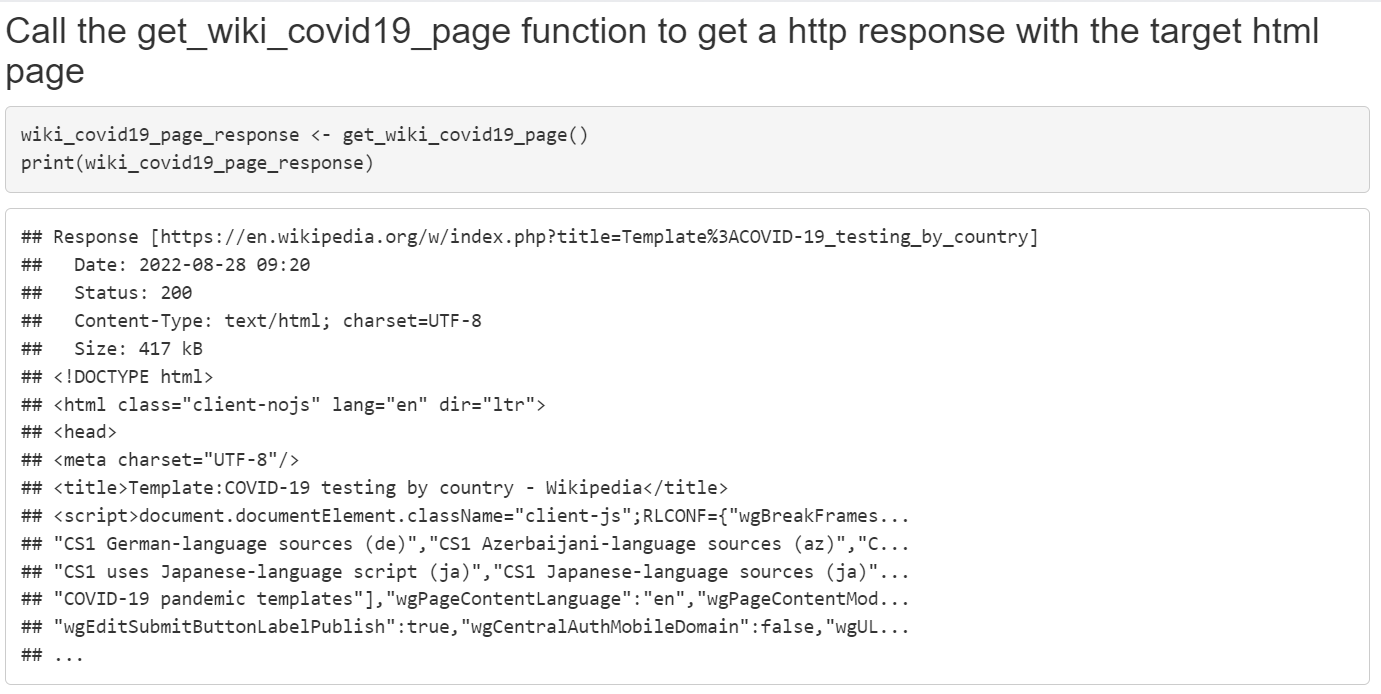 Call the get_wiki_covid19_page function to get a http response with the target html
page
wiki_covid19_page_response <- get_wiki_covid19_page()
print(wiki_covid19_page_response)
## Response [https://en.wikipedia.org/w/index.php?title=Template%3ACOVID-19_testing_by_country]
##   Date: 2022-08-28 09:20
##   Status: 200
##   Content-Type: text/html; charset=UTF-8
##   Size: 417 kB
## <!DOCTYPE html>
## <html class="client-nojs" lang="en" dir="ltr">
## <head>
## <meta charset="UTF-8"/>
## <title>Template:COVID-19 testing by country - Wikipedia</title>
## <script>document.documentElement.className="client-js";RLCONF={"wgBreakFrames...
## "CS1 German-language sources (de)","CS1 Azerbaijani-language sources (az)","C...
## "CS1 uses Japanese-language script (ja)","CS1 Japanese-language sources (ja)"...
## "COVID-19 pandemic templates"],"wgPageContentLanguage":"en","wgPageContentMod...
## "wgEditSubmitButtonLabelPublish":true,"wgCentralAuthMobileDomain":false,"wgUL...
## ...